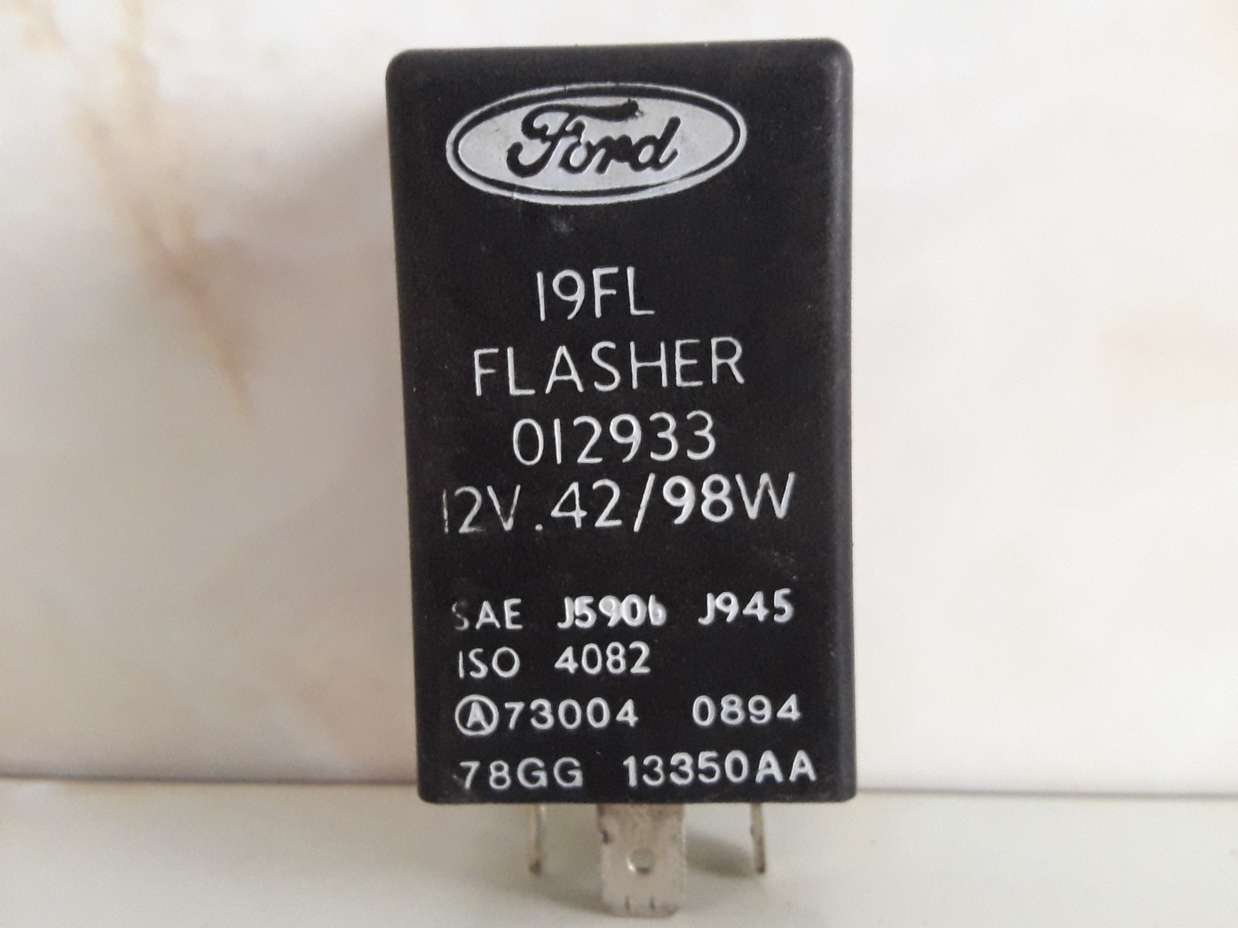 Ford
19FL
FLASHER
012933
12V.42/98W
SAE J590b J945
ISO 4082
Ⓐ73004 0894
78GG 13350AA